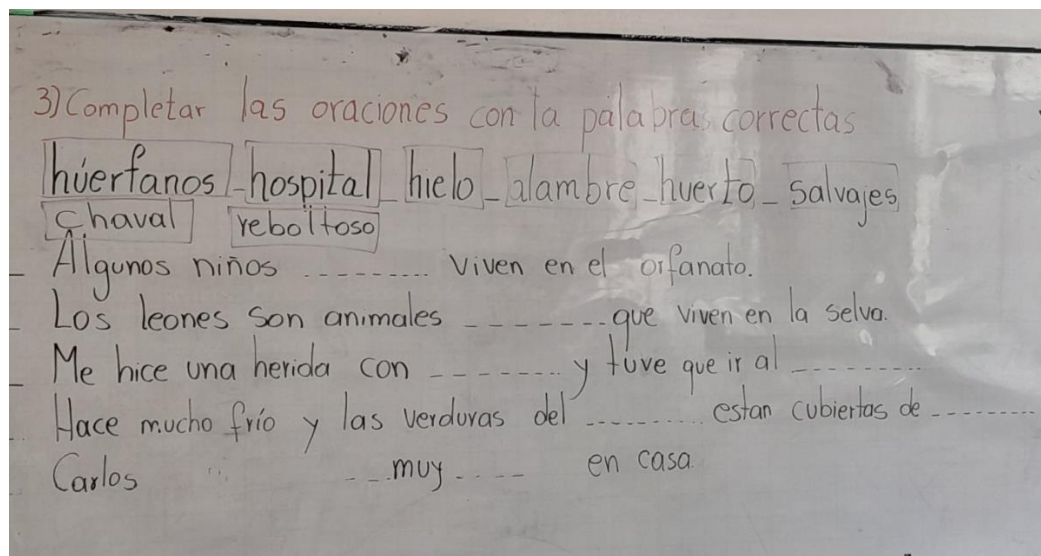 3) Completar las oraciones con la palabras correctas
húerfanos - hospital - hielo - alambre - huerto - salvajes
chaval reboltoso
- Algunos niños ......... viven en el orfanato.
- Los leones son animales ------- que viven en la selva.
- Me hice una herida con -------- y tuve que ir al ---------
- Hace mucho frío y las verduras del --------- estan cubiertas de --------
- Carlos ---muy---- en casa.